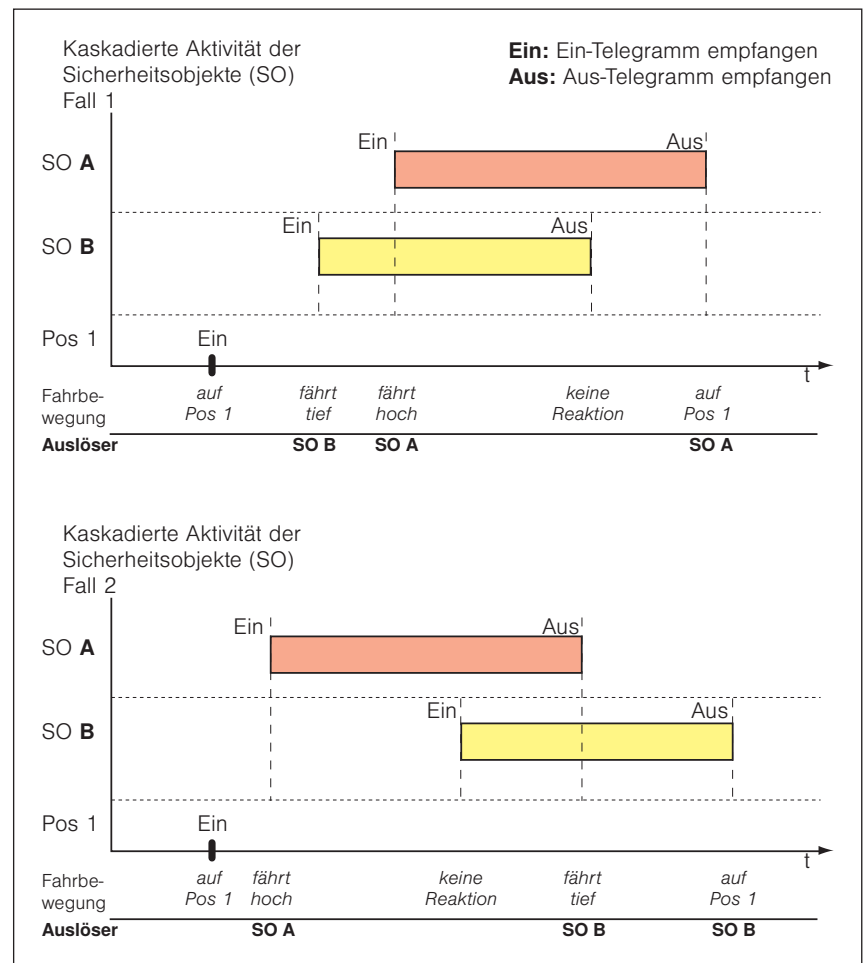 Kaskadierte Aktivität der
Sicherheitsobjekte (SO)
Fall 1
Ein: Ein-Telegramm empfangen
Aus: Aus-Telegramm empfangen
Ein Aus
SO A
Ein Aus
SO B
Pos 1 Ein
t
Fahrbe- auf fährt fährt keine auf
wegung Pos 1 tief hoch Reaktion Pos 1
Auslöser SO B SO A SO A
Kaskadierte Aktivität der
Sicherheitsobjekte (SO)
Fall 2
Ein Aus
SO A
Ein Aus
SO B
Pos 1 Ein
t
Fahrbe- auf fährt keine fährt auf
wegung Pos 1 hoch Reaktion tief Pos 1
Auslöser SO A SO B SO B